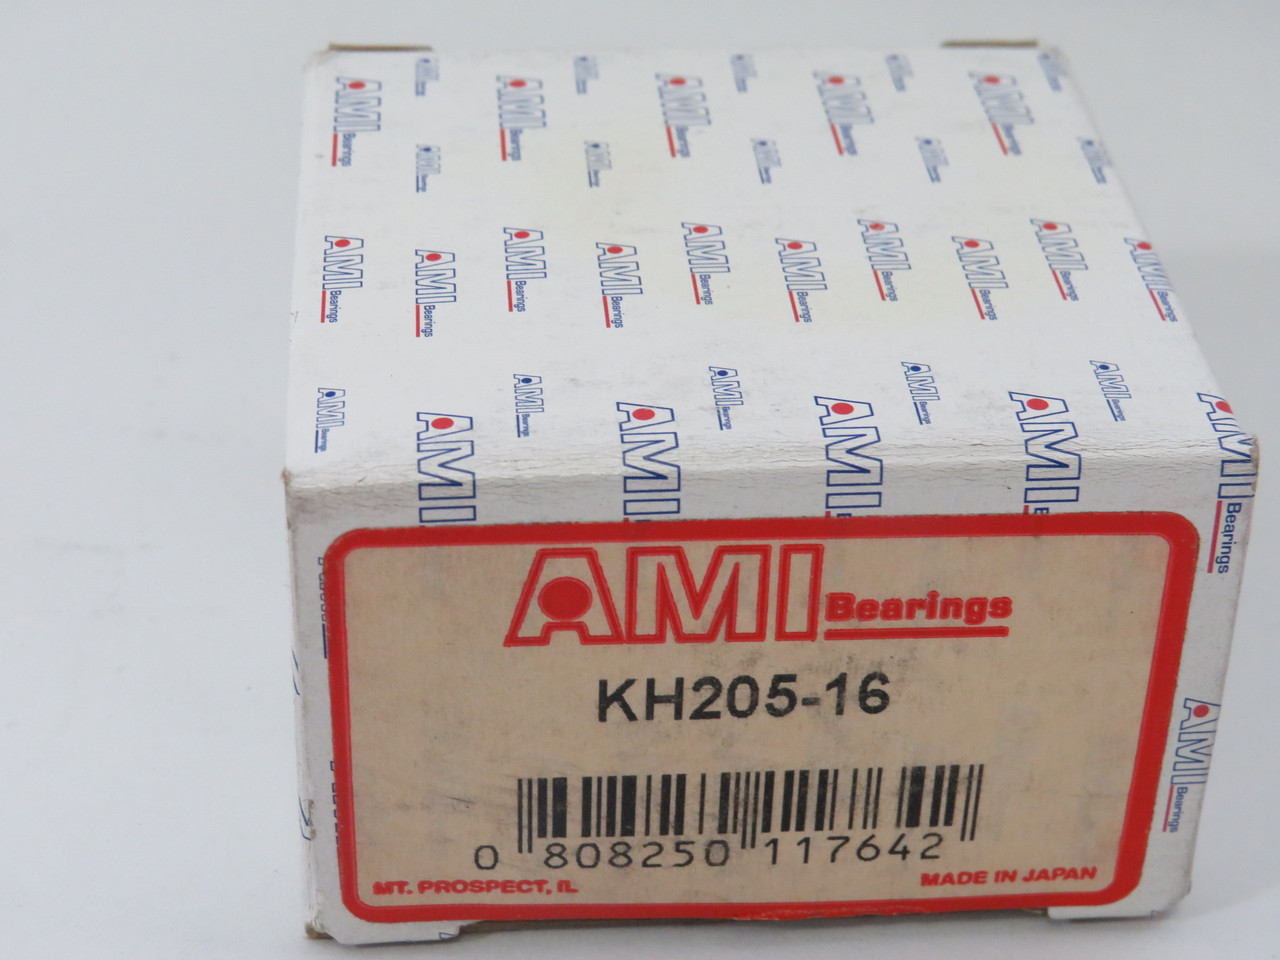 AMI Bearings
KH205-16
0 808250 117642
MT. PROSPECT, IL
MADE IN JAPAN